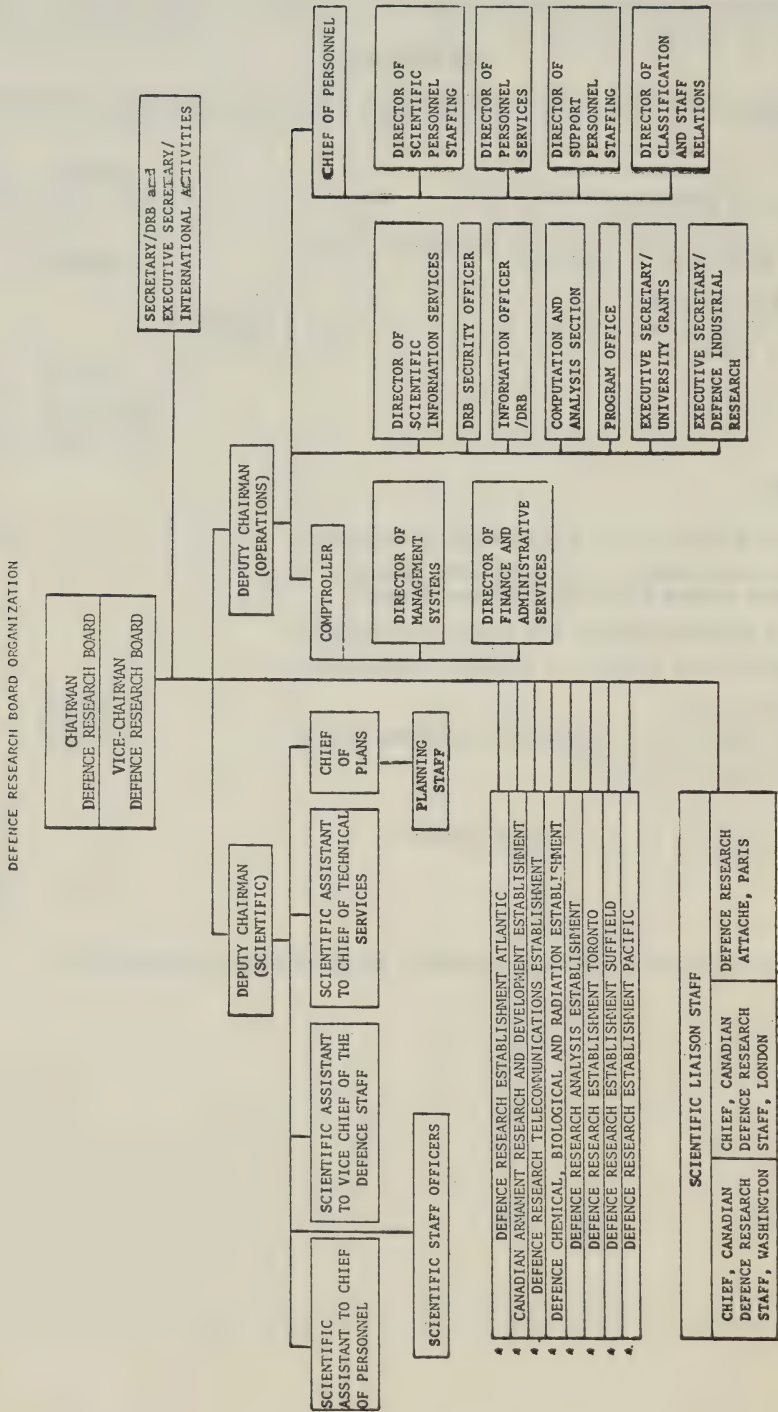 DEFENCE RESEARCH BOARD ORGANIZATION
CHAIRMAN
DEFENCE RESEARCH BOARD
VICE-CHAIRMAN
DEFENCE RESEARCH BOARD
SECRETARY/DRB and
EXECUTIVE SECRETARY/
INTERNATIONAL ACTIVITIES
DEPUTY CHAIRMAN
(SCIENTIFIC)
DEPUTY CHAIRMAN
(OPERATIONS)
SCIENTIFIC
ASSISTANT TO CHIEF
OF PERSONNEL
SCIENTIFIC ASSISTANT
TO VICE CHIEF OF THE
DEFENCE STAFF
SCIENTIFIC ASSISTANT
TO CHIEF OF TECHNICAL
SERVICES
CHIEF
OF
PLANS
SCIENTIFIC STAFF OFFICERS
PLANNING
STAFF
COMPTROLLER
DIRECTOR OF
MANAGEMENT
SYSTEMS
DIRECTOR OF
FINANCE AND
ADMINISTRATIVE
SERVICES
DIRECTOR OF
SCIENTIFIC
INFORMATION SERVICES
DRB SECURITY OFFICER
INFORMATION OFFICER
/DRB
COMPUTATION AND
ANALYSIS SECTION
PROGRAM OFFICE
EXECUTIVE SECRETARY/
UNIVERSITY GRANTS
EXECUTIVE SECRETARY/
DEFENCE INDUSTRIAL
RESEARCH
CHIEF OF PERSONNEL
DIRECTOR OF
SCIENTIFIC
PERSONNEL
STAFFING
DIRECTOR OF
PERSONNEL
SERVICES
DIRECTOR OF
SUPPORT
PERSONNEL
STAFFING
DIRECTOR OF
CLASSIFICATION
AND STAFF
RELATIONS
* DEFENCE RESEARCH ESTABLISHMENT ATLANTIC
* CANADIAN ARMAMENT RESEARCH AND DEVELOPMENT ESTABLISHMENT
* DEFENCE RESEARCH TELECOMMUNICATIONS ESTABLISHMENT
* DEFENCE CHEMICAL, BIOLOGICAL AND RADIATION ESTABLISHMENT
* DEFENCE RESEARCH ANALYSIS ESTABLISHMENT
* DEFENCE RESEARCH ESTABLISHMENT TORONTO
* DEFENCE RESEARCH ESTABLISHMENT SUFFIELD
* DEFENCE RESEARCH ESTABLISHMENT PACIFIC
SCIENTIFIC LIAISON STAFF
CHIEF, CANADIAN
DEFENCE RESEARCH
STAFF, WASHINGTON
CHIEF, CANADIAN
DEFENCE RESEARCH
STAFF, LONDON
DEFENCE RESEARCH
ATTACHE, PARIS